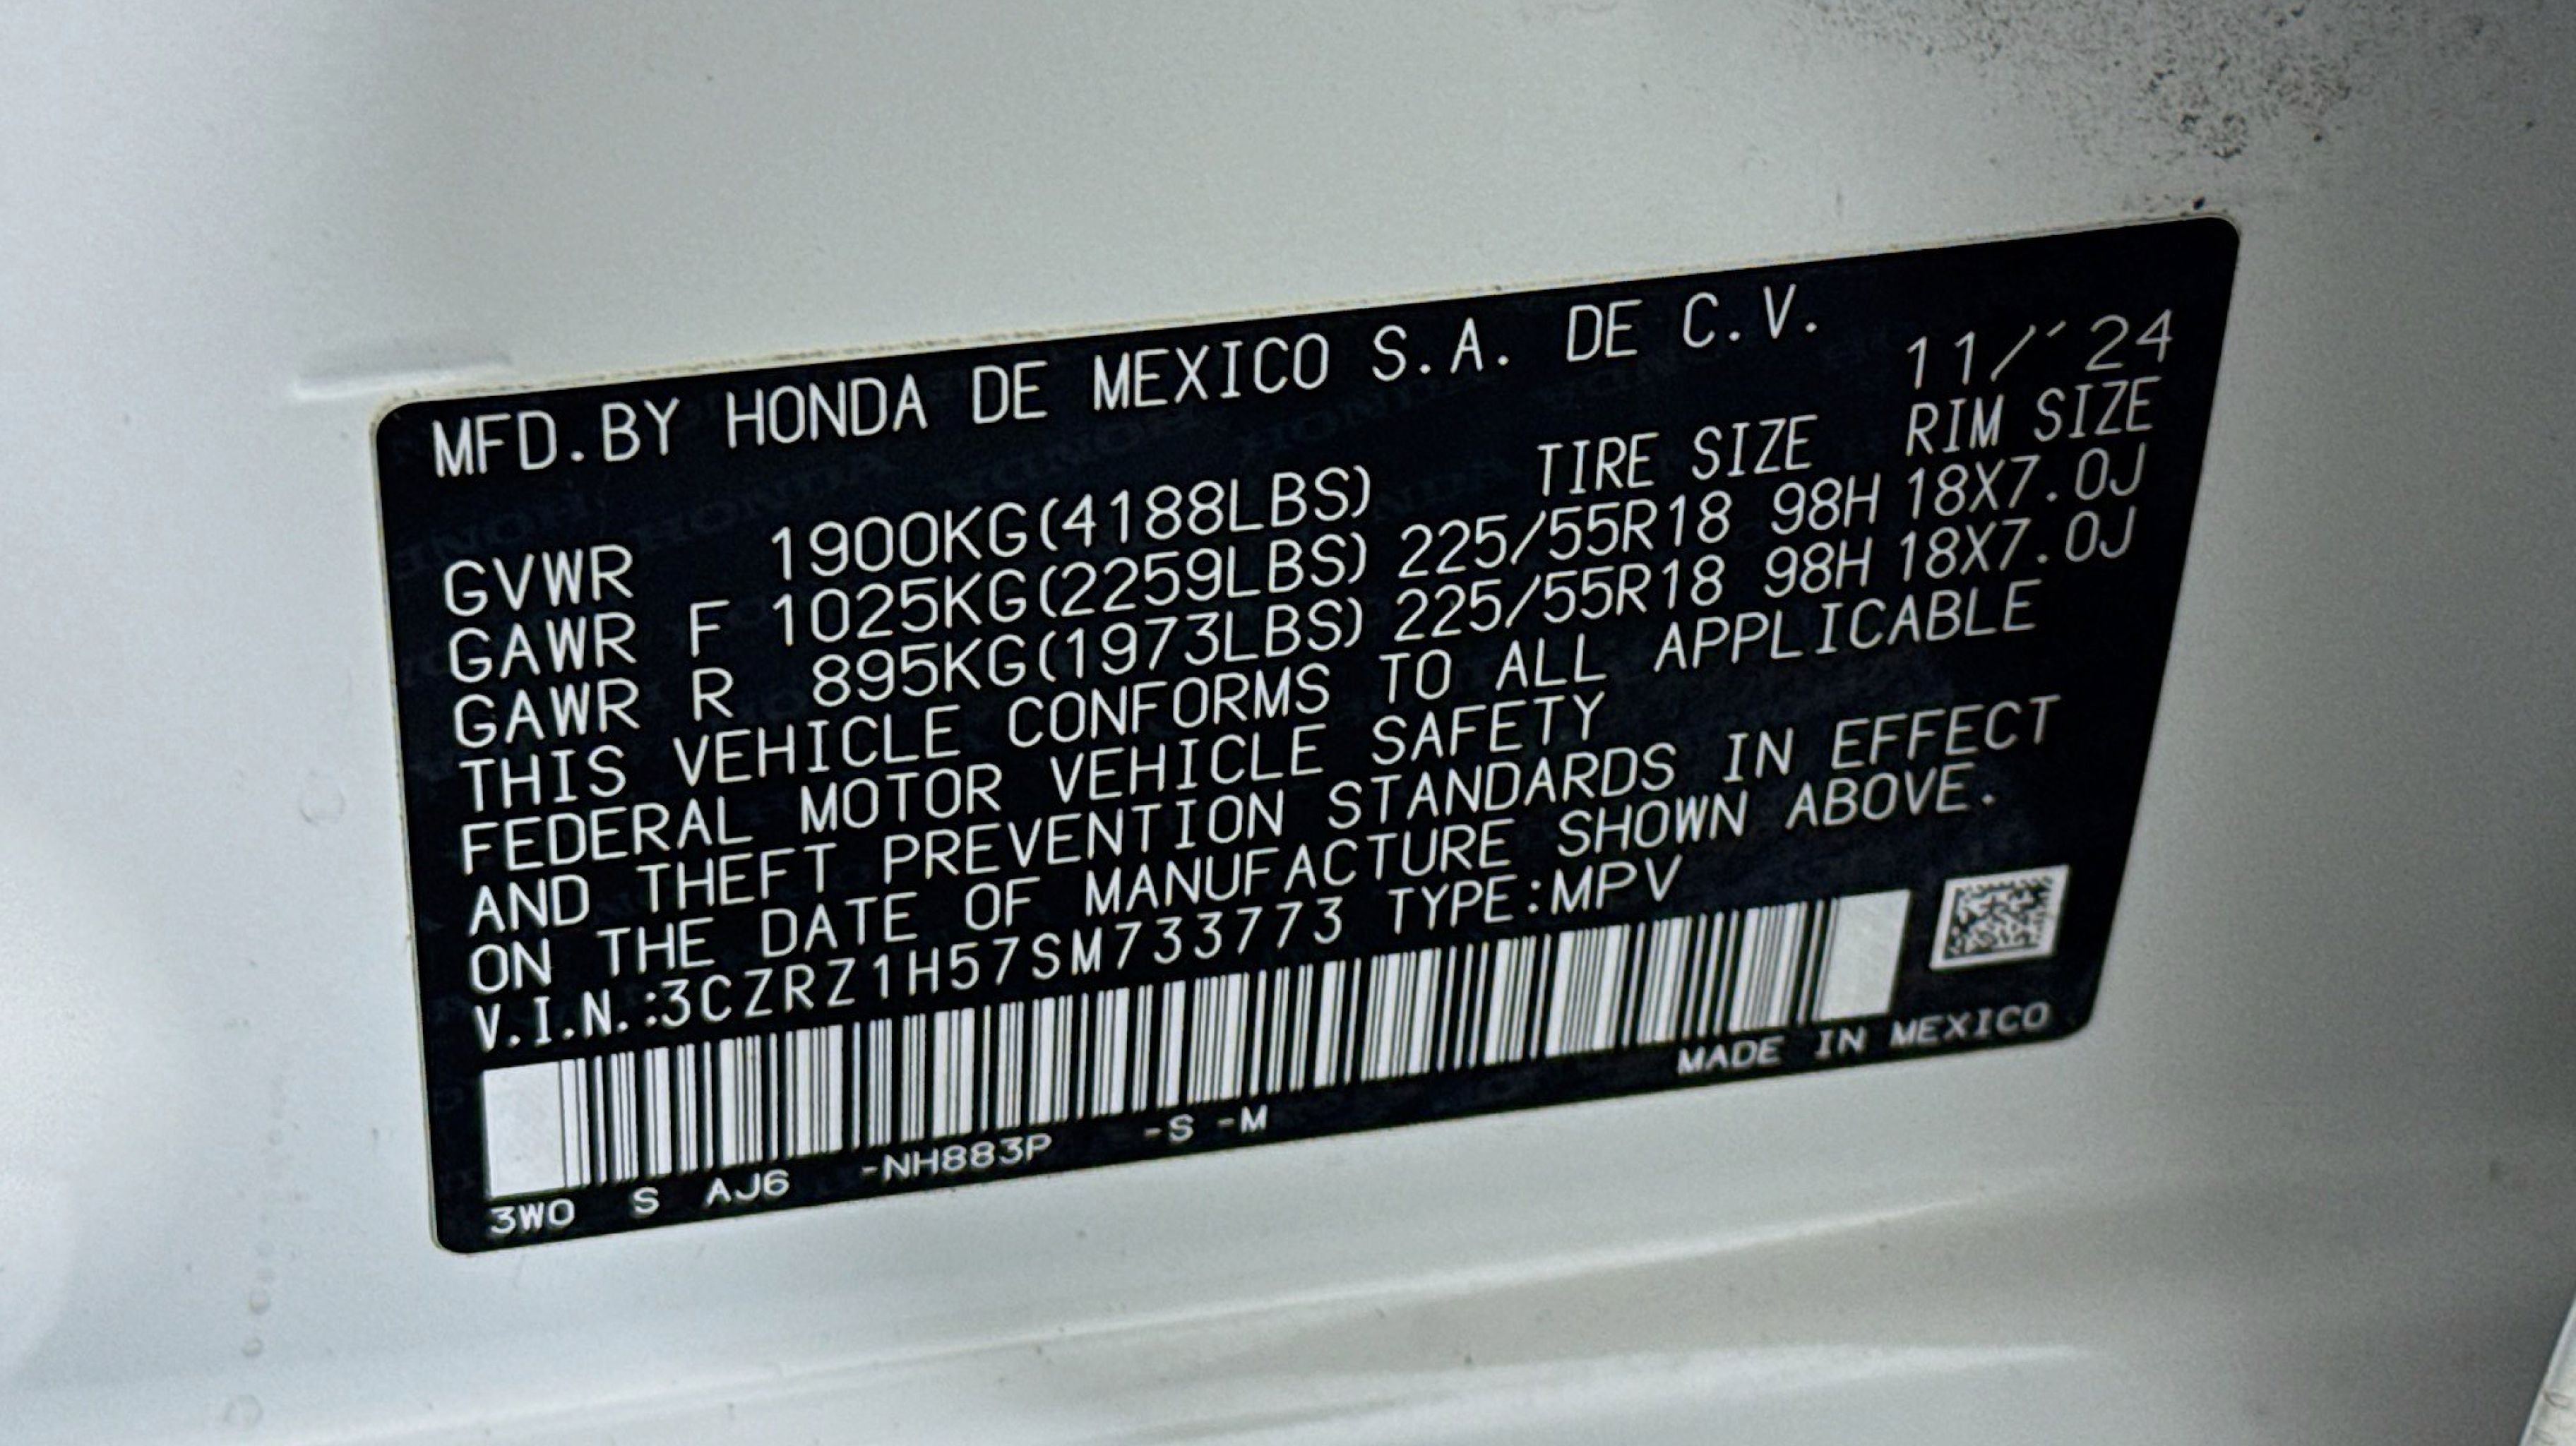 MFD.BY HONDA DE MEXICO S.A. DE C.V.
11/'24
TIRE SIZE RIM SIZE
GVWR 1900KG(4188LBS)
GAWR F 1025KG(2259LBS) 225/55R18 98H 18X7.0J
GAWR R 895KG(1973LBS) 225/55R18 98H 18X7.0J
THIS VEHICLE CONFORMS TO ALL APPLICABLE
FEDERAL MOTOR VEHICLE SAFETY
AND THEFT PREVENTION STANDARDS IN EFFECT
ON THE DATE OF MANUFACTURE SHOWN ABOVE.
V.I.N.:3CZRZ1H57SM733773 TYPE:MPV
MADE IN MEXICO
3W0 S AJ6 -NH883P -S -M